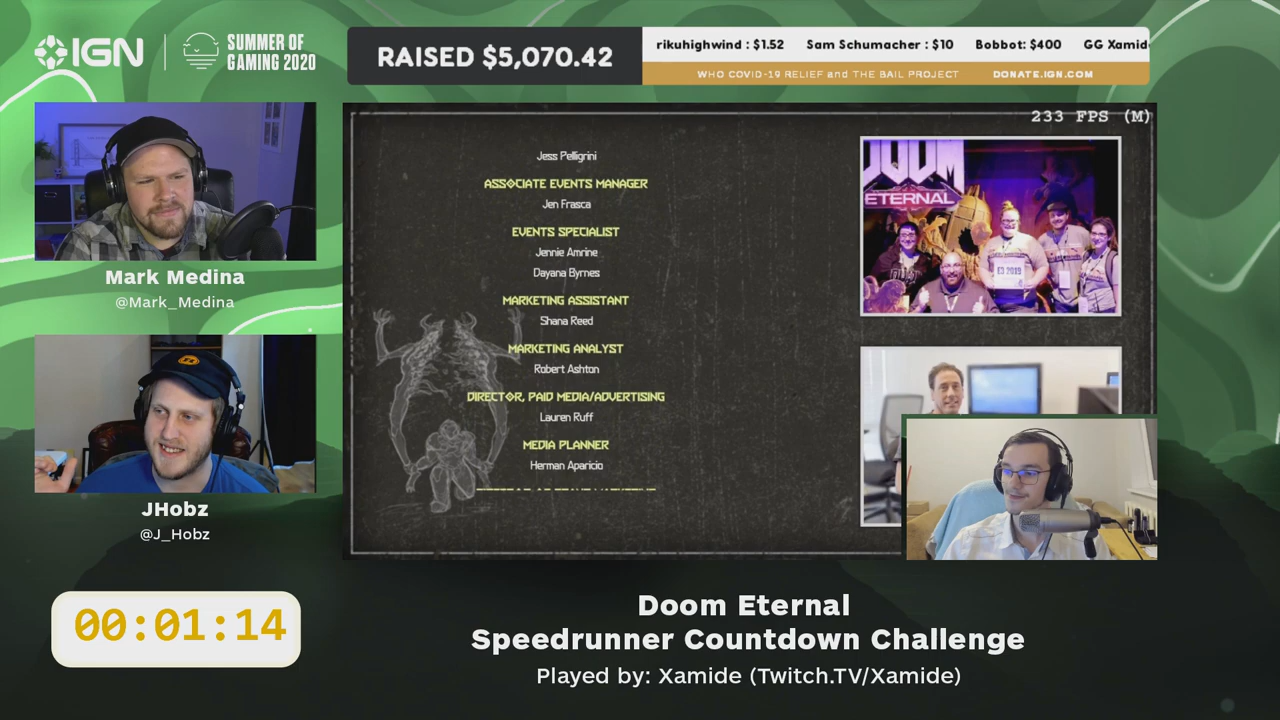 IGN
SUMMER OF
GAMING 2020
RAISED $5,070.42
rikuhighwind : $1.52 Sam Schumacher : $10 Bobbot: $400 GG Xamid
WHO COVID-19 RELIEF and THE BAIL PROJECT DONATE.IGN.COM
233 FPS (M)
Jess Pelligrini
ASSOCIATE EVENTS MANAGER
Jen Frasca
EVENTS SPECIALIST
Jennie Amrine
Dayana Byrnes
MARKETING ASSISTANT
Shana Reed
MARKETING ANALYST
Robert Ashton
DIRECTOR, PAID MEDIA/ADVERTISING
Lauren Ruff
MEDIA PLANNER
Herman Aparicio
DOOM
ETERNAL
E3 2019
Mark Medina
@Mark_Medina
JHobz
@J_Hobz
00:01:14
Doom Eternal
Speedrunner Countdown Challenge
Played by: Xamide (Twitch.TV/Xamide)